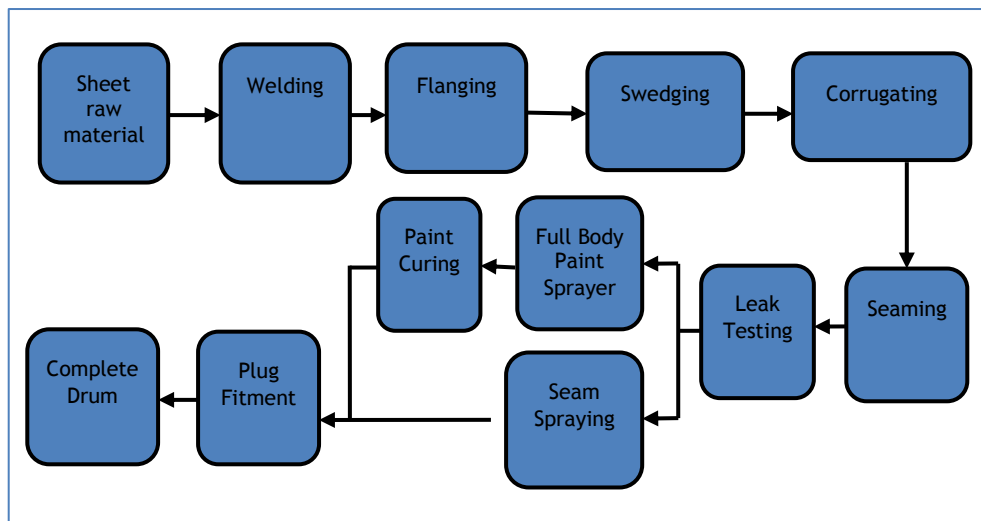 Sheet
raw
material
Welding
Flanging
Swedging
Corrugating
Seaming
Leak
Testing
Full Body
Paint
Sprayer
Paint
Curing
Seam
Spraying
Plug
Fitment
Complete
Drum